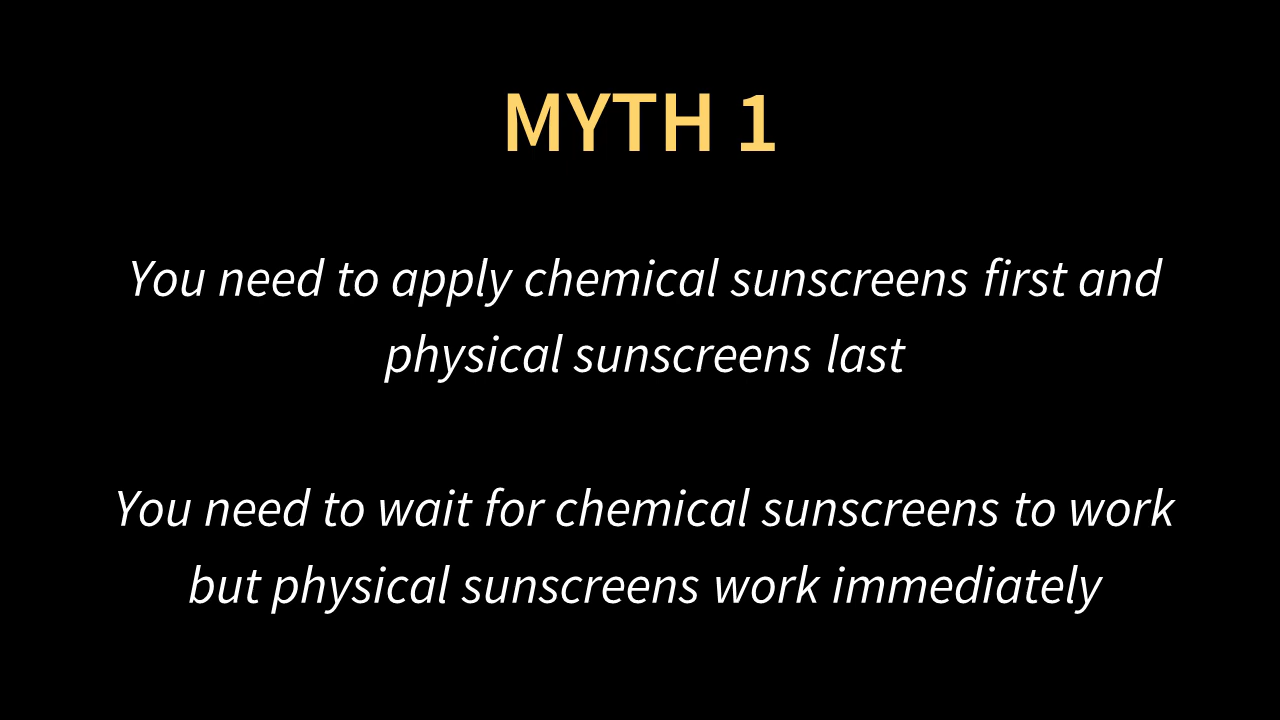 MYTH 1
You need to apply chemical sunscreens first and
physical sunscreens last
You need to wait for chemical sunscreens to work
but physical sunscreens work immediately